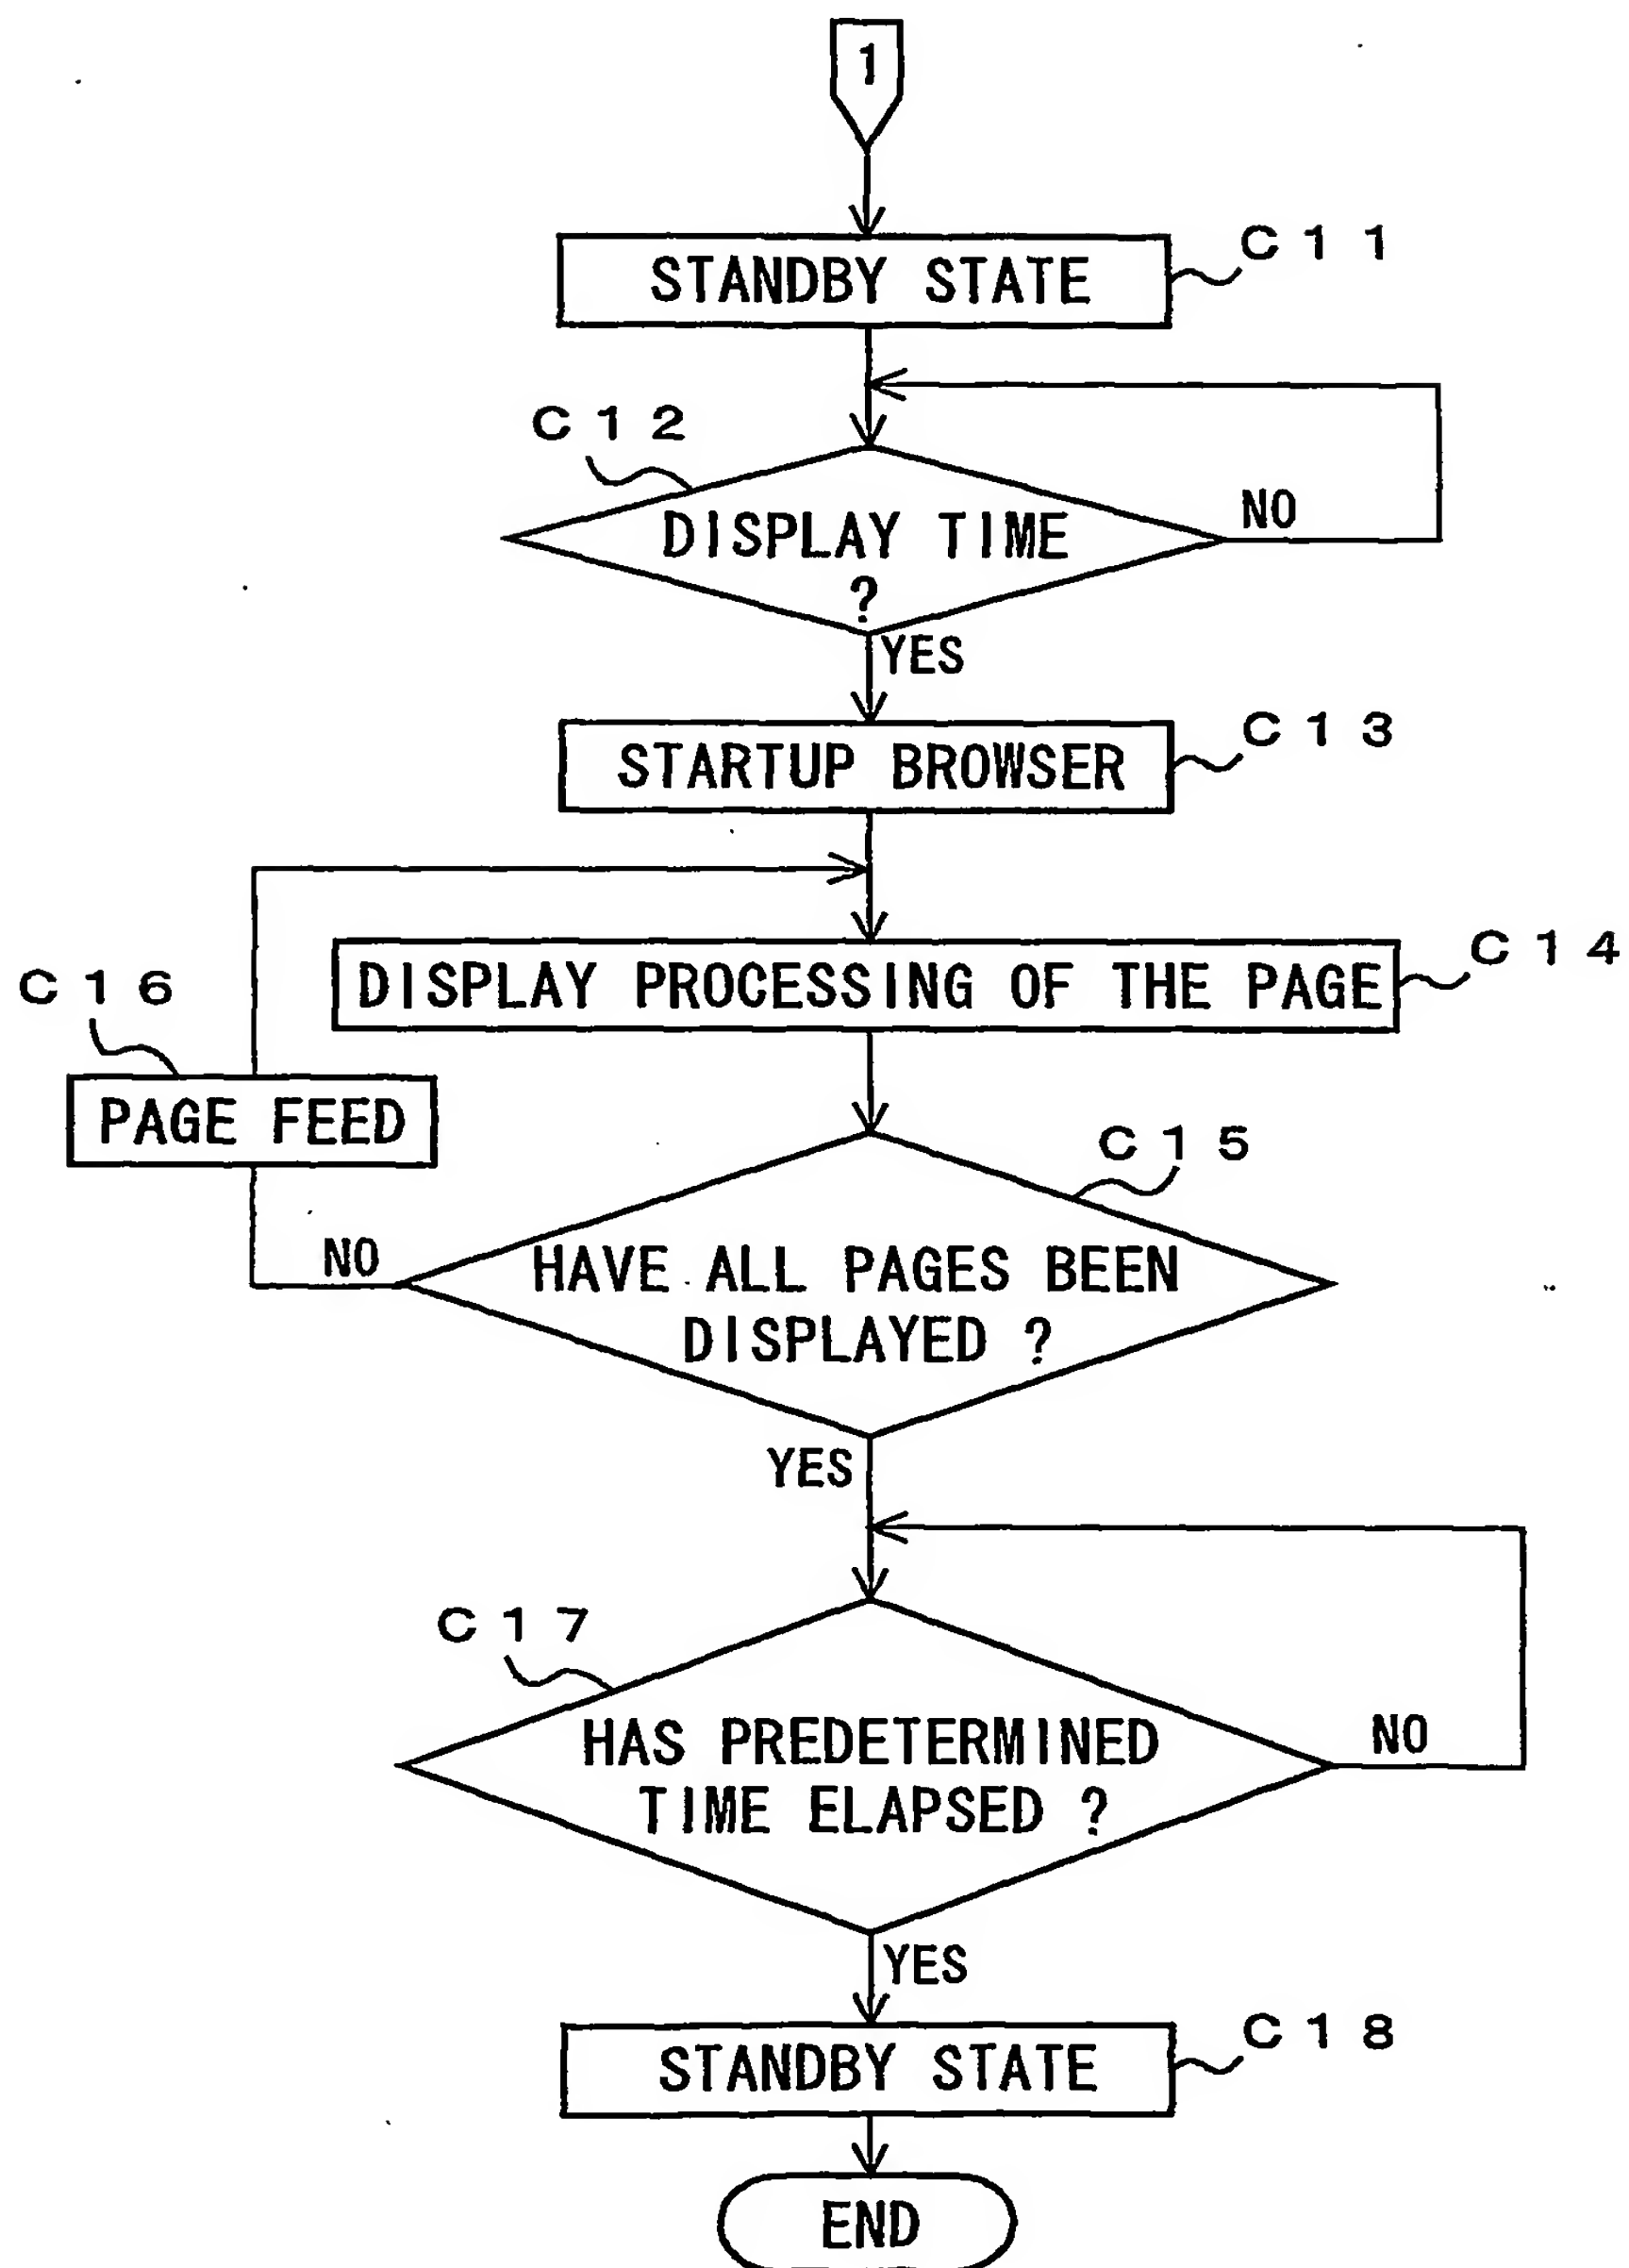 1
STANDBY STATE
C11
C12
DISPLAY TIME
?
NO
YES
STARTUP BROWSER
C13
DISPLAY PROCESSING OF THE PAGE
C14
C16
PAGE FEED
C15
NO
HAVE ALL PAGES BEEN
DISPLAYED ?
YES
C17
HAS PREDETERMINED
TIME ELAPSED ?
NO
YES
STANDBY STATE
C18
END